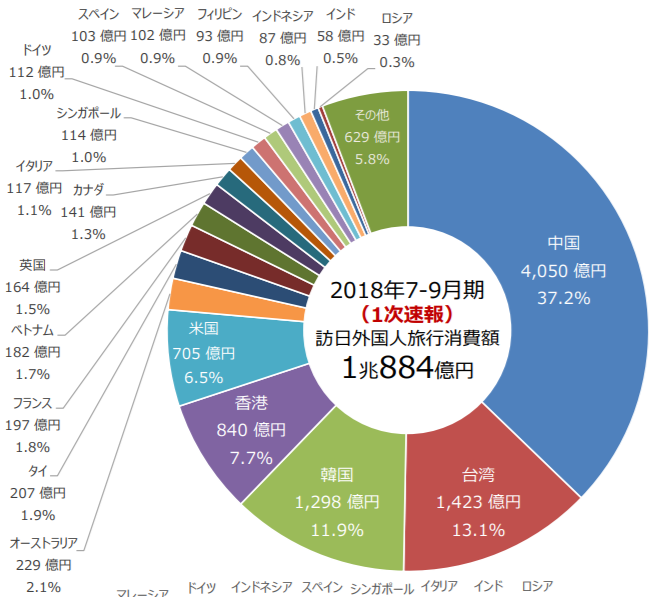 スペイン
103 億円
0.9%
マレーシア
102 億円
0.9%
フィリピン
93 億円
0.9%
インドネシア
87 億円
0.8%
インド
58 億円
0.5%
ロシア
33 億円
0.3%
ドイツ
112 億円
1.0%
シンガポール
114 億円
1.0%
イタリア
117 億円
1.1%
カナダ
141 億円
1.3%
英国
164 億円
1.5%
ベトナム
182 億円
1.7%
フランス
197 億円
1.8%
タイ
207 億円
1.9%
オーストラリア
229 億円
2.1%
その他
629 億円
5.8%
中国
4,050 億円
37.2%
2018年7-9月期
（1次速報）
訪日外国人旅行消費額
1兆884億円
米国
705 億円
6.5%
香港
840 億円
7.7%
韓国
1,298 億円
11.9%
台湾
1,423 億円
13.1%
マレーシア ドイツ インドネシア スペイン シンガポール イタリア インド ロシア